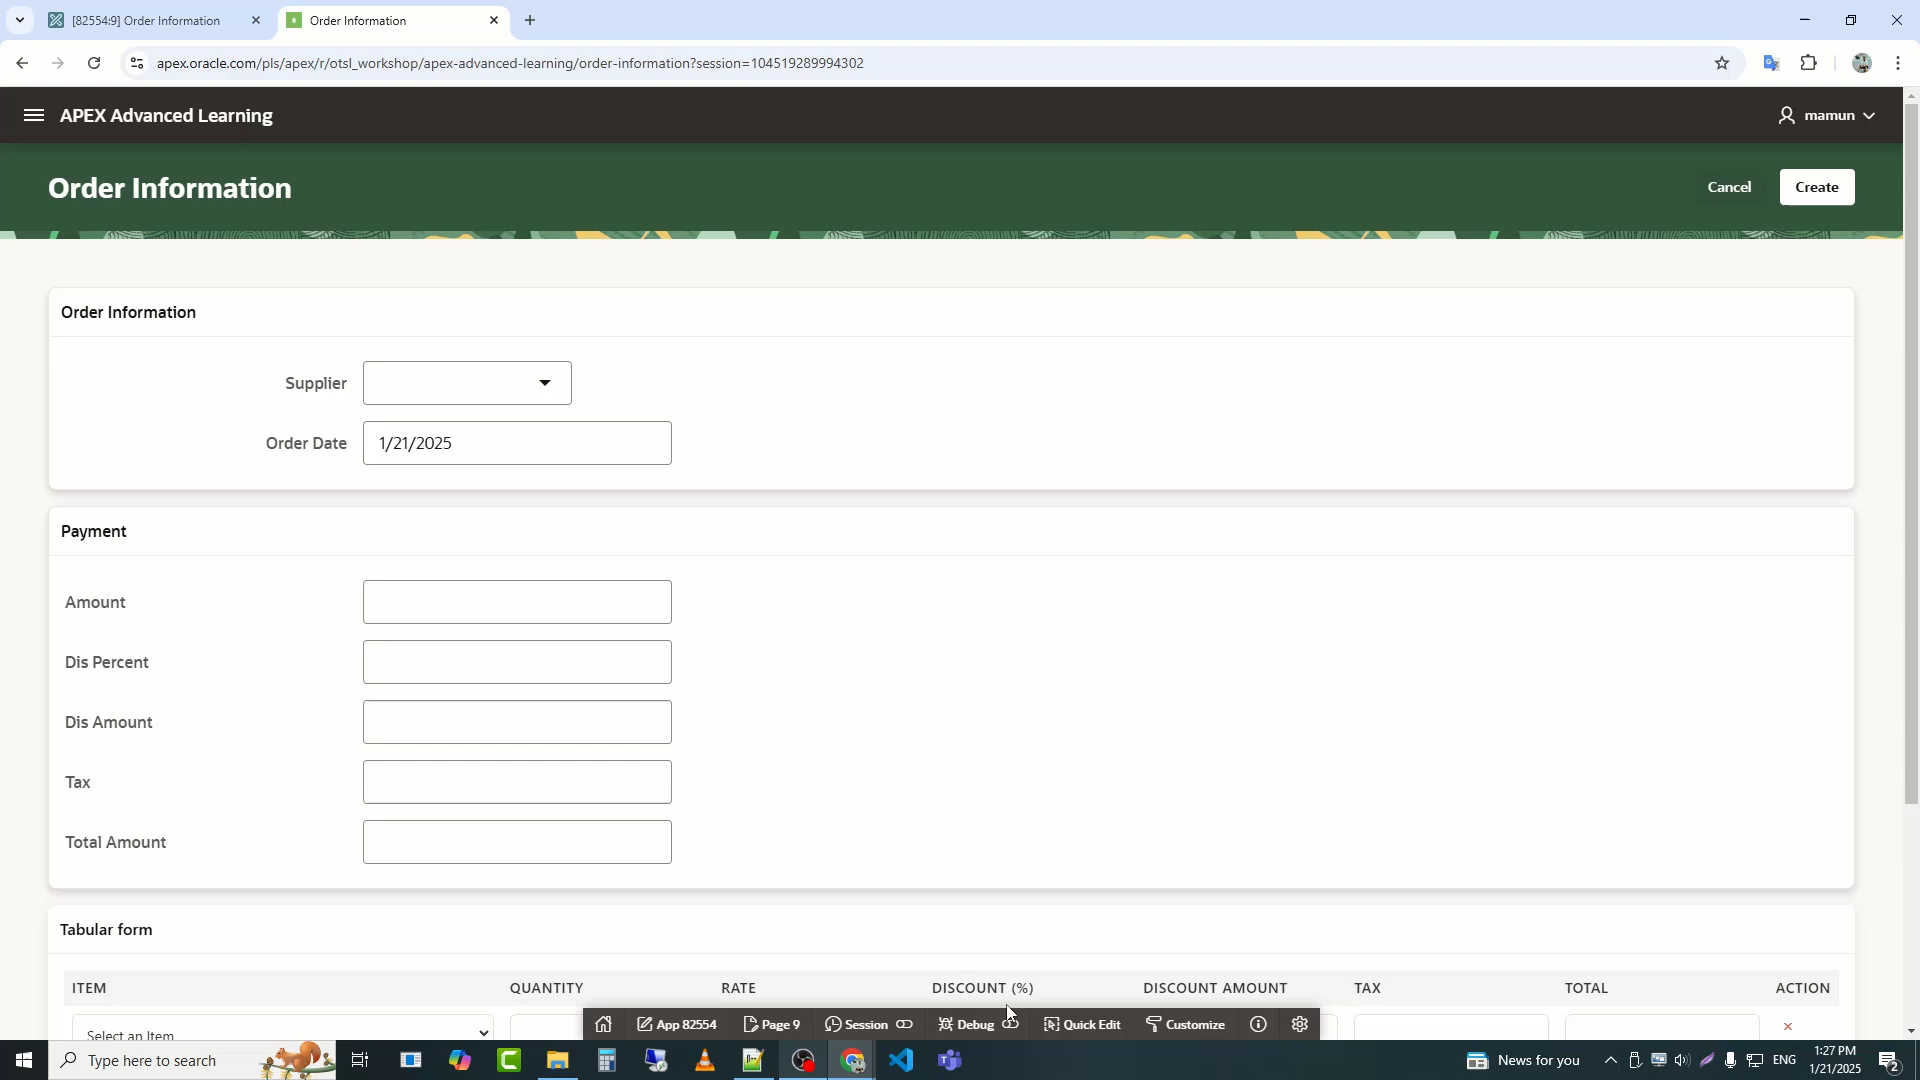 [82554:9] Order Information
Order Information
apex.oracle.com/pls/apex/r/otsl_workshop/apex-advanced-learning/order-information?session=104519289994302
APEX Advanced Learning
mamun
Order Information
Cancel
Create
Order Information
Supplier
Order Date
1/21/2025
Payment
Amount
Dis Percent
Dis Amount
Tax
Total Amount
Tabular form
ITEM QUANTITY RATE DISCOUNT (%) DISCOUNT AMOUNT TAX TOTAL ACTION
Select an Item
App 82554 Page 9 Session Debug Quick Edit Customize
Type here to search
News for you
ENG
1:27 PM
1/21/2025
2